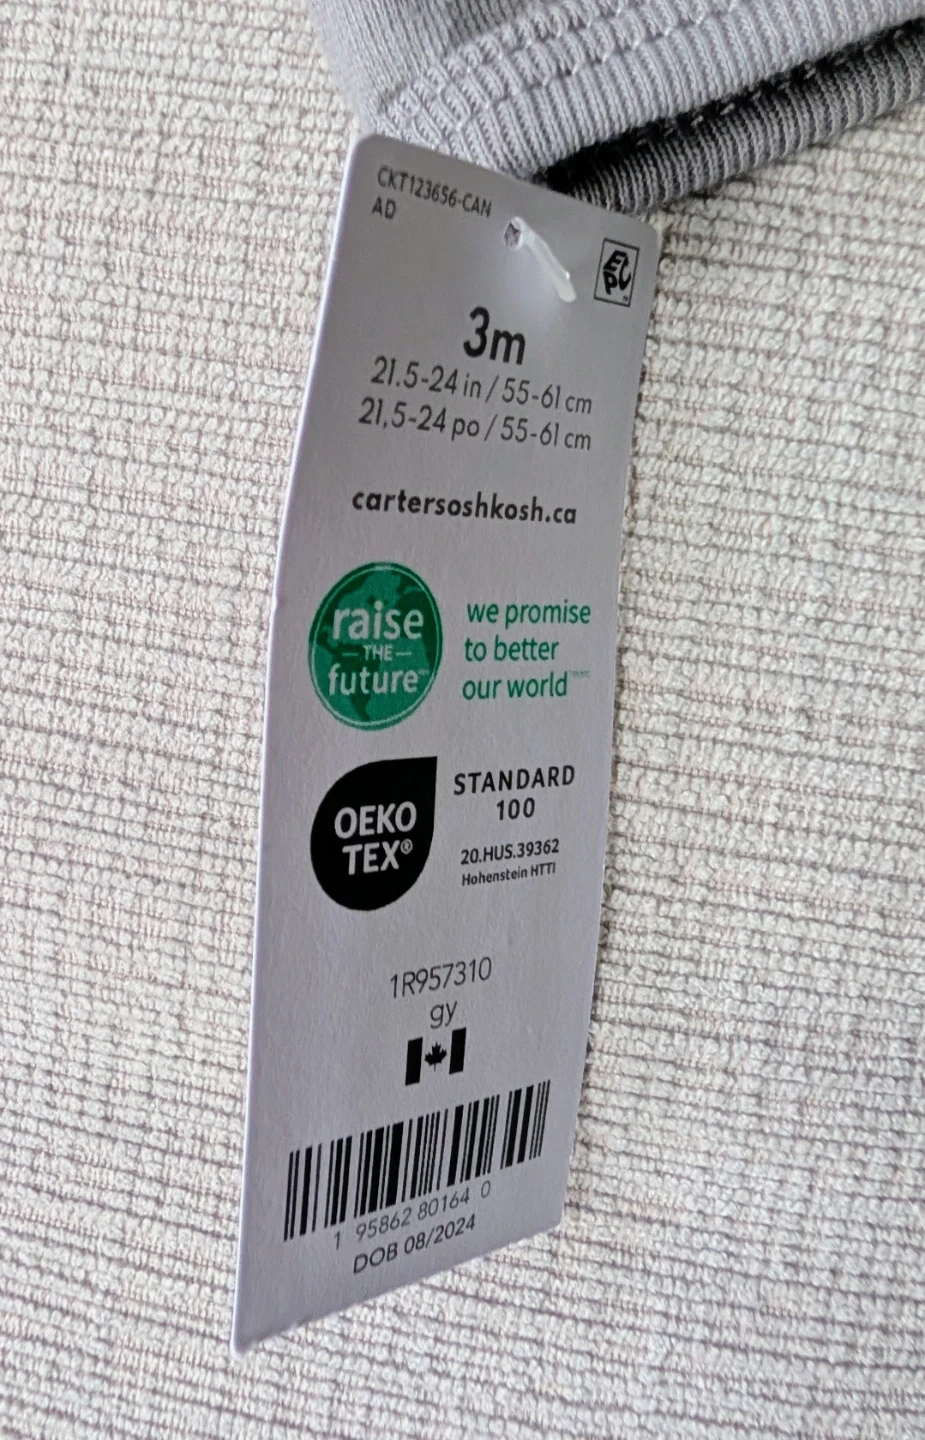 CKT123656-CAN
AD
EPC
3m
21.5-24 in / 55-61 cm
21,5-24 po / 55-61 cm
cartersoshkosh.ca
raise
THE
future
we promise
to better
our world
OEKO
TEX®
STANDARD
100
20.HUS.39362
Hohenstein HTTI
1R957310
gy
1 95862 80164 0
DOB 08/2024